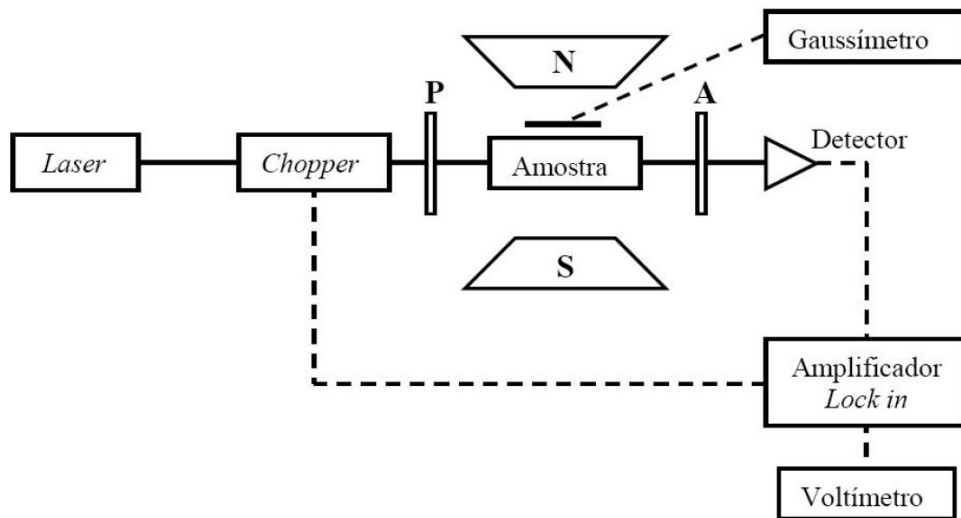 N
Gaussímetro
P
A
Detector
Laser
Chopper
Amostra
S
Amplificador
Lock in
Voltímetro